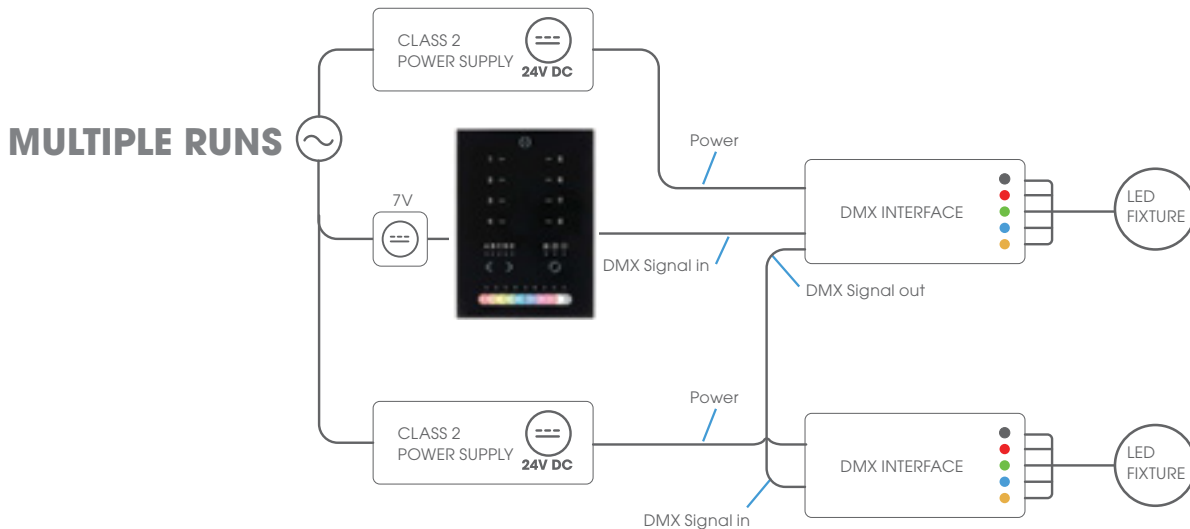 CLASS 2
POWER SUPPLY
24V DC
MULTIPLE RUNS
Power
7V
DMX INTERFACE
LED
FIXTURE
DMX Signal in
DMX Signal out
CLASS 2
POWER SUPPLY
24V DC
Power
DMX INTERFACE
LED
FIXTURE
DMX Signal in